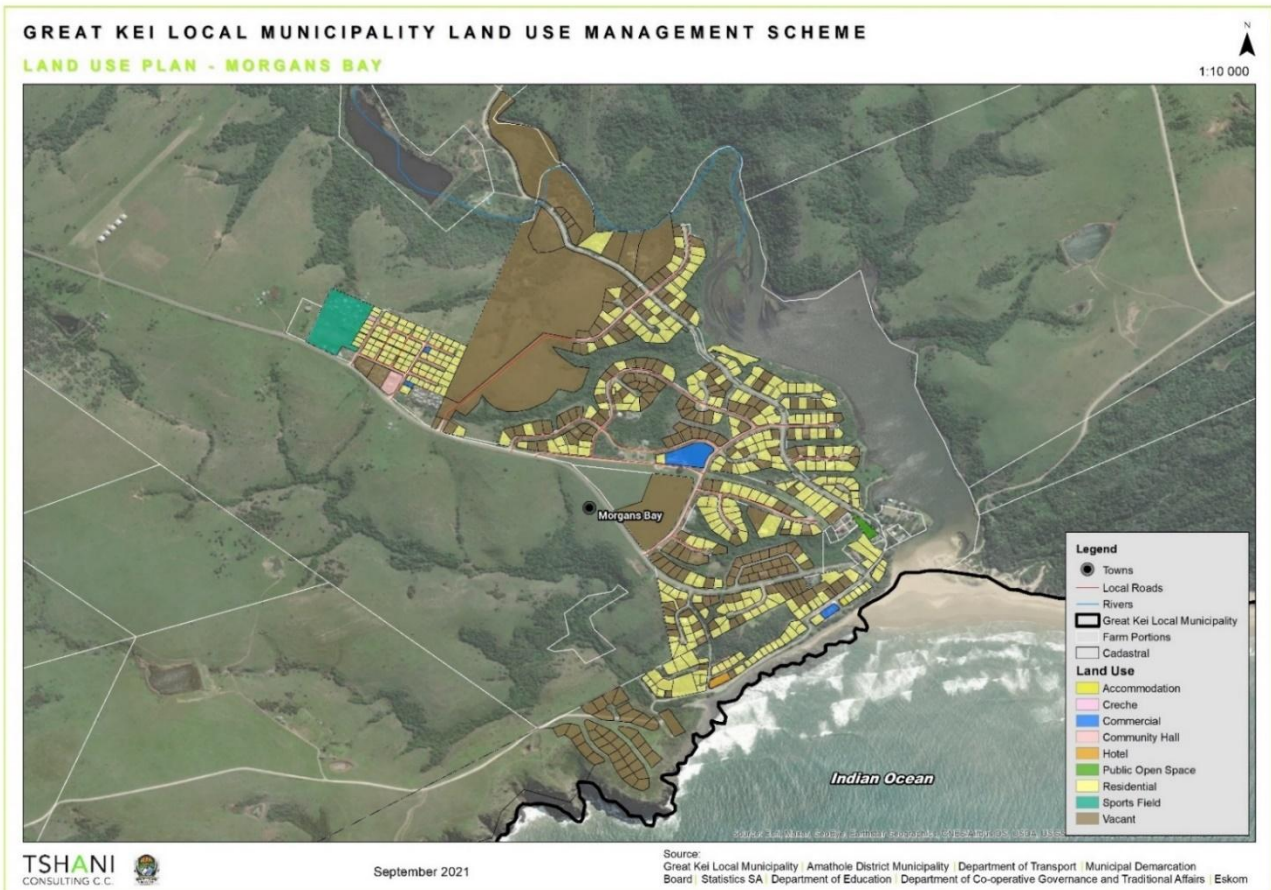 GREAT KEI LOCAL MUNICIPALITY LAND USE MANAGEMENT SCHEME
LAND USE PLAN - MORGANS BAY
N
1:10 000
Morgans Bay
Indian Ocean
Legend
Towns
Local Roads
Rivers
Great Kei Local Municipality
Farm Portions
Cadastral
Land Use
Accommodation
Creche
Commercial
Community Hall
Hotel
Public Open Space
Residential
Sports Field
Vacant
TSHANI
CONSULTING C.C.
September 2021
Source:
Great Kei Local Municipality | Amathole District Municipality | Department of Transport | Municipal Demarcation
Board | Statistics SA | Department of Education | Department of Co-operative Governance and Traditional Affairs | Eskom